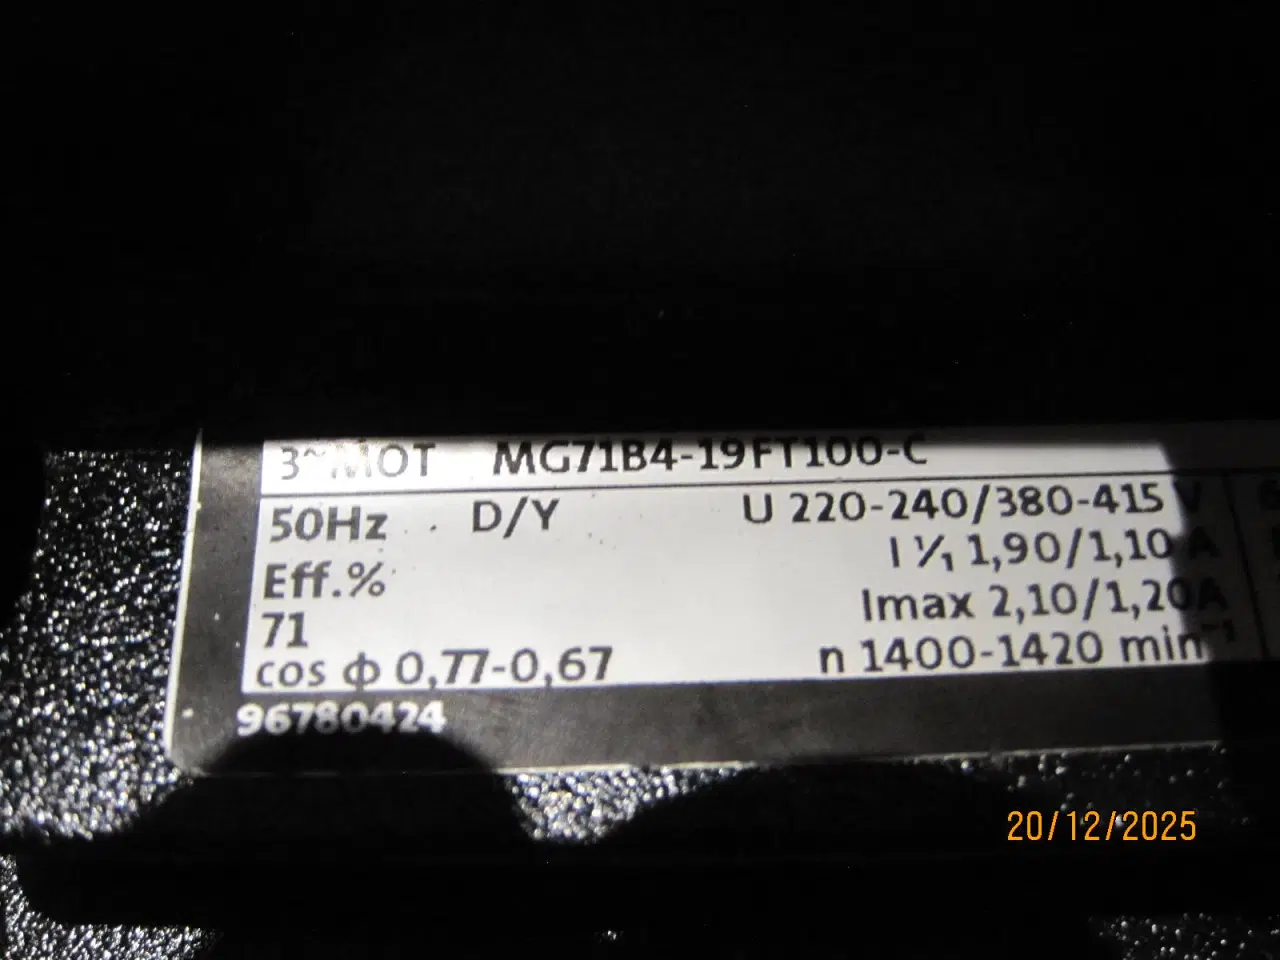 3~MOT MG71B4-19FT100-C
50Hz D/Y U 220-240/380-415 V
Eff.% I 1/1 1,90/1,10 A
71 Imax 2,10/1,20A
cos ϕ 0,77-0,67 n 1400-1420 min⁻¹
96780424
20/12/2025